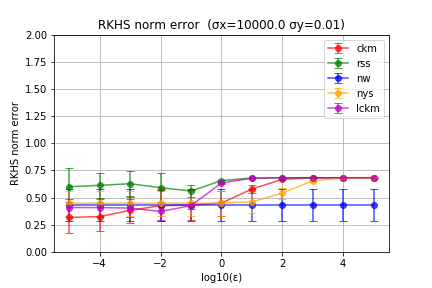 RKHS norm error (σx=10000.0 σy=0.01)
RKHS norm error
2.00
1.75
1.50
1.25
1.00
0.75
0.50
0.25
0.00
ckm
rss
nw
nys
lckm
−4 −2 0 2 4
log10(ε)